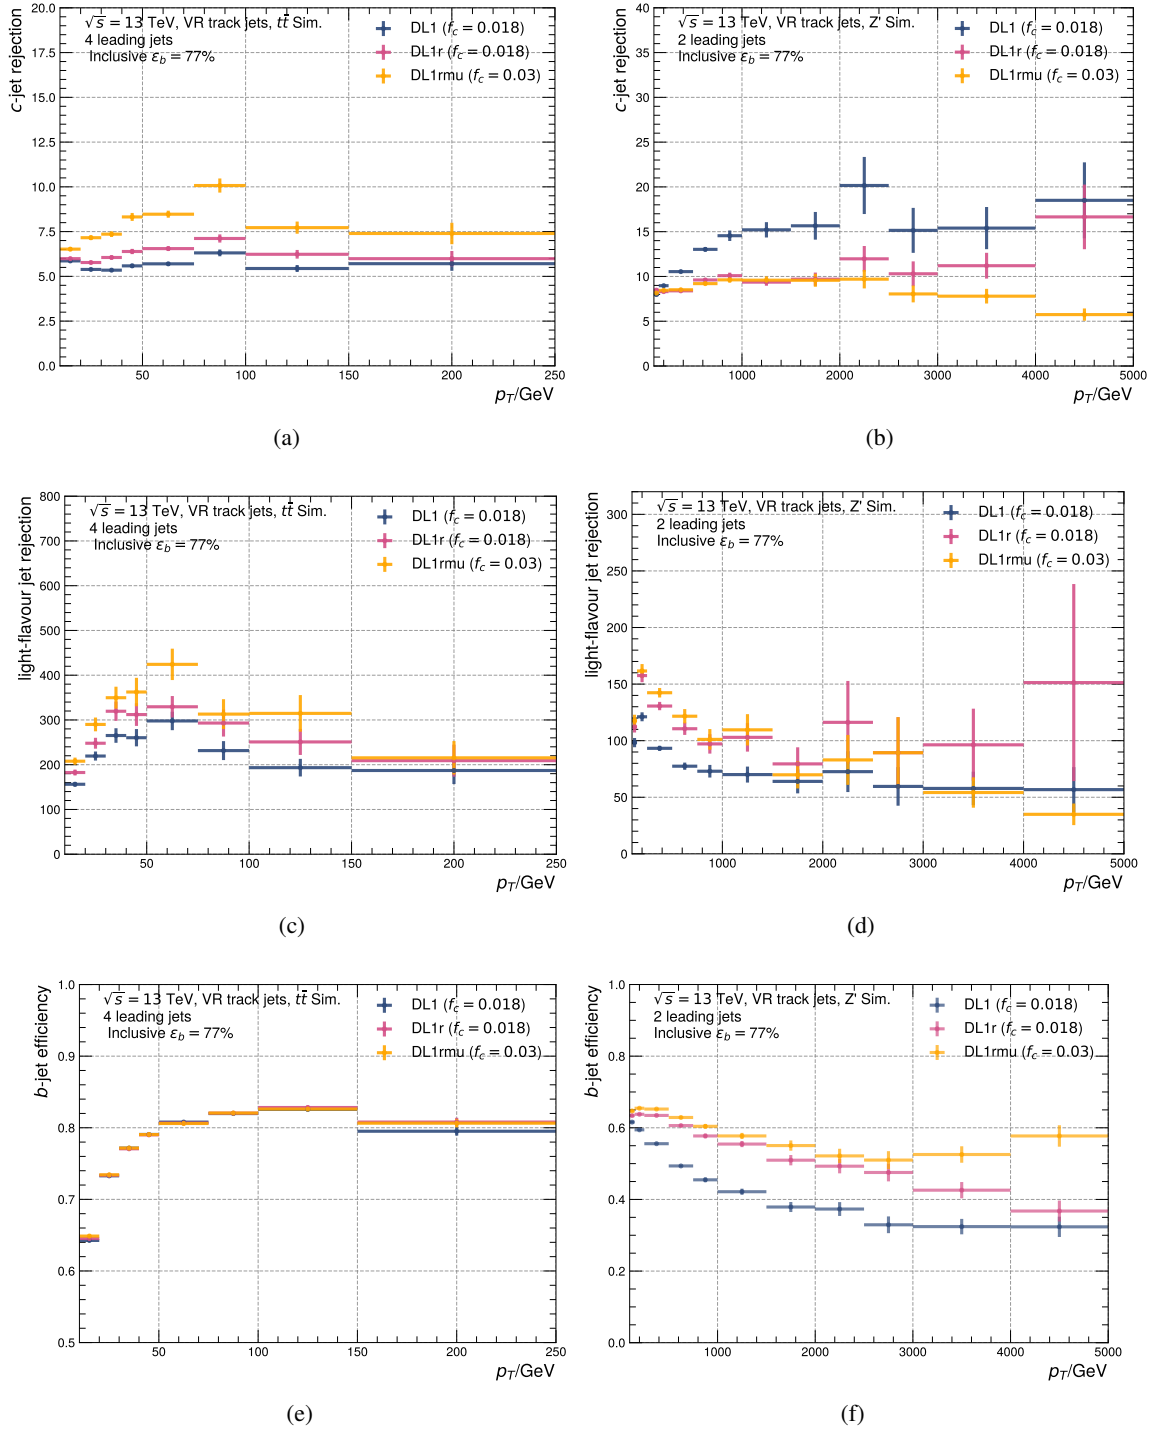 √s = 13 TeV, VR track jets, tt̄ Sim.
4 leading jets
Inclusive ε_b = 77%
DL1 (f_c = 0.018)
DL1r (f_c = 0.018)
DL1rmu (f_c = 0.03)
c-jet rejection
20.0
17.5
15.0
12.5
10.0
7.5
5.0
2.5
0.0
50 100 150 200 250
p_T/GeV
(a)
√s = 13 TeV, VR track jets, Z' Sim.
2 leading jets
Inclusive ε_b = 77%
DL1 (f_c = 0.018)
DL1r (f_c = 0.018)
DL1rmu (f_c = 0.03)
c-jet rejection
40
35
30
25
20
15
10
5
0
1000 2000 3000 4000 5000
p_T/GeV
(b)
√s = 13 TeV, VR track jets, tt̄ Sim.
4 leading jets
Inclusive ε_b = 77%
DL1 (f_c = 0.018)
DL1r (f_c = 0.018)
DL1rmu (f_c = 0.03)
light-flavour jet rejection
800
700
600
500
400
300
200
100
0
50 100 150 200 250
p_T/GeV
(c)
√s = 13 TeV, VR track jets, Z' Sim.
2 leading jets
Inclusive ε_b = 77%
DL1 (f_c = 0.018)
DL1r (f_c = 0.018)
DL1rmu (f_c = 0.03)
light-flavour jet rejection
300
250
200
150
100
50
0
1000 2000 3000 4000 5000
p_T/GeV
(d)
√s = 13 TeV, VR track jets, tt̄ Sim.
4 leading jets
Inclusive ε_b = 77%
DL1 (f_c = 0.018)
DL1r (f_c = 0.018)
DL1rmu (f_c = 0.03)
b-jet efficiency
1.0
0.9
0.8
0.7
0.6
0.5
50 100 150 200 250
p_T/GeV
(e)
√s = 13 TeV, VR track jets, Z' Sim.
2 leading jets
Inclusive ε_b = 77%
DL1 (f_c = 0.018)
DL1r (f_c = 0.018)
DL1rmu (f_c = 0.03)
b-jet efficiency
1.0
0.8
0.6
0.4
0.2
0.0
1000 2000 3000 4000 5000
p_T/GeV
(f)